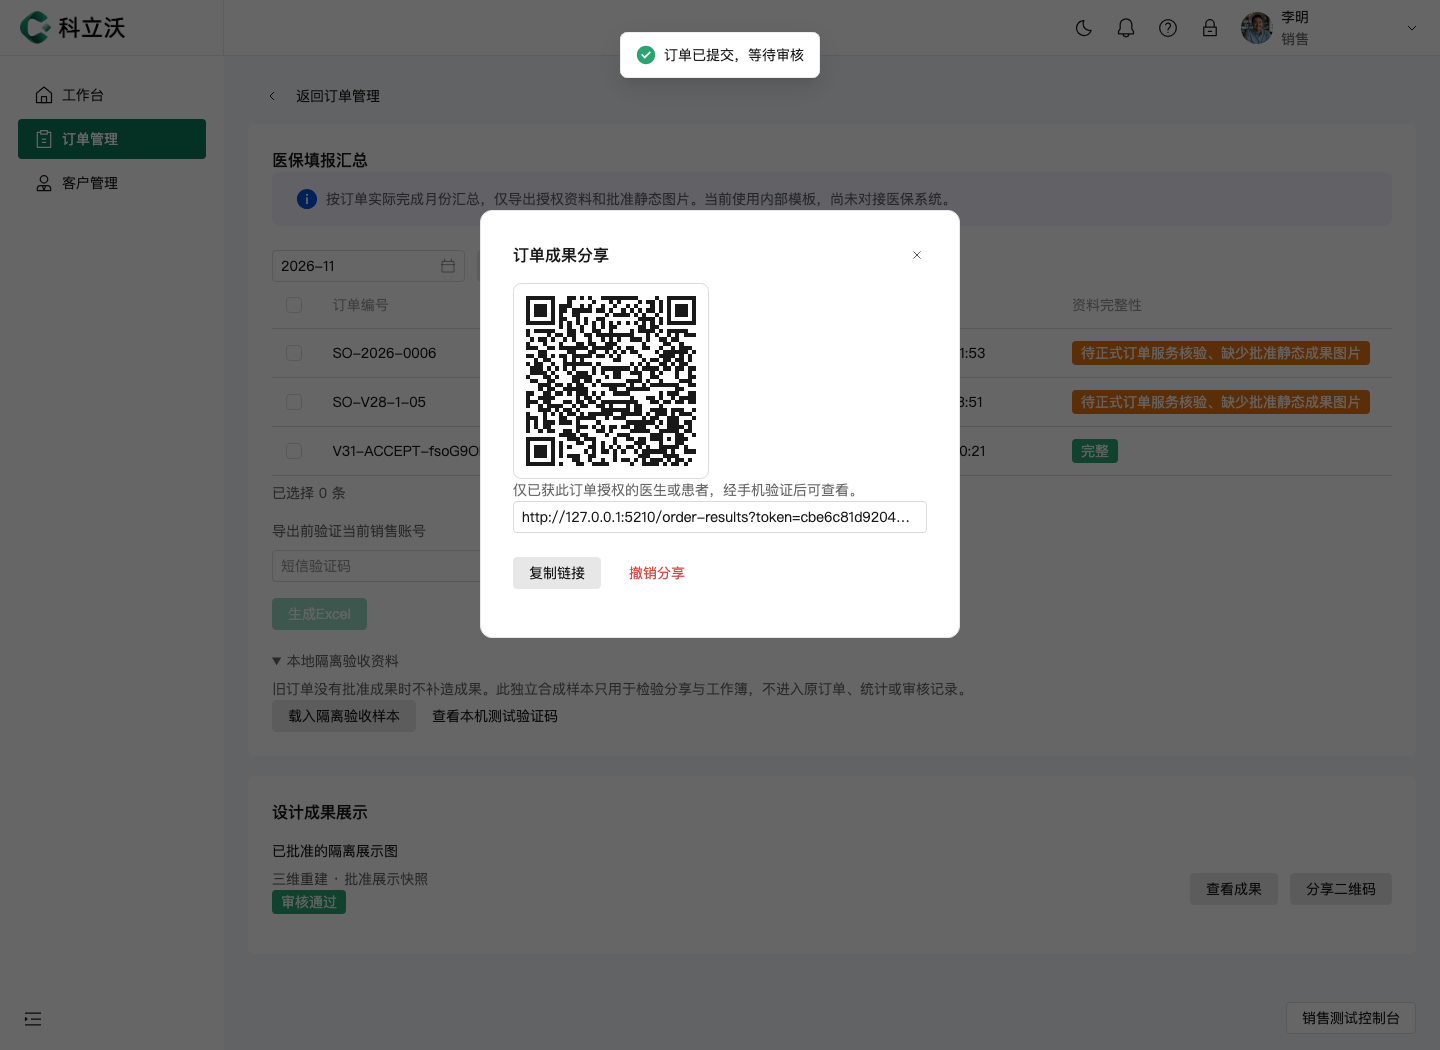 科立沃
李明
销售
订单已提交，等待审核
工作台
订单管理
客户管理
返回订单管理
医保填报汇总
按订单实际完成月份汇总，仅导出授权资料和批准静态图片。当前使用内部模板，尚未对接医保系统。
2026-11
订单编号
资料完整性
SO-2026-0006
1:53
待正式订单服务核验、缺少批准静态成果图片
SO-V28-1-05
3:51
待正式订单服务核验、缺少批准静态成果图片
V31-ACCEPT-fsoG9O
0:21
完整
已选择 0 条
导出前验证当前销售账号
短信验证码
生成Excel
▼ 本地隔离验收资料
旧订单没有批准成果时不补造成果。此独立合成样本只用于检验分享与工作簿，不进入原订单、统计或审核记录。
载入隔离验收样本
查看本机测试验证码
订单成果分享
仅已获此订单授权的医生或患者，经手机验证后可查看。
http://127.0.0.1:5210/order-results?token=cbe6c81d9204...
复制链接
撤销分享
设计成果展示
已批准的隔离展示图
三维重建 · 批准展示快照
审核通过
查看成果
分享二维码
销售测试控制台